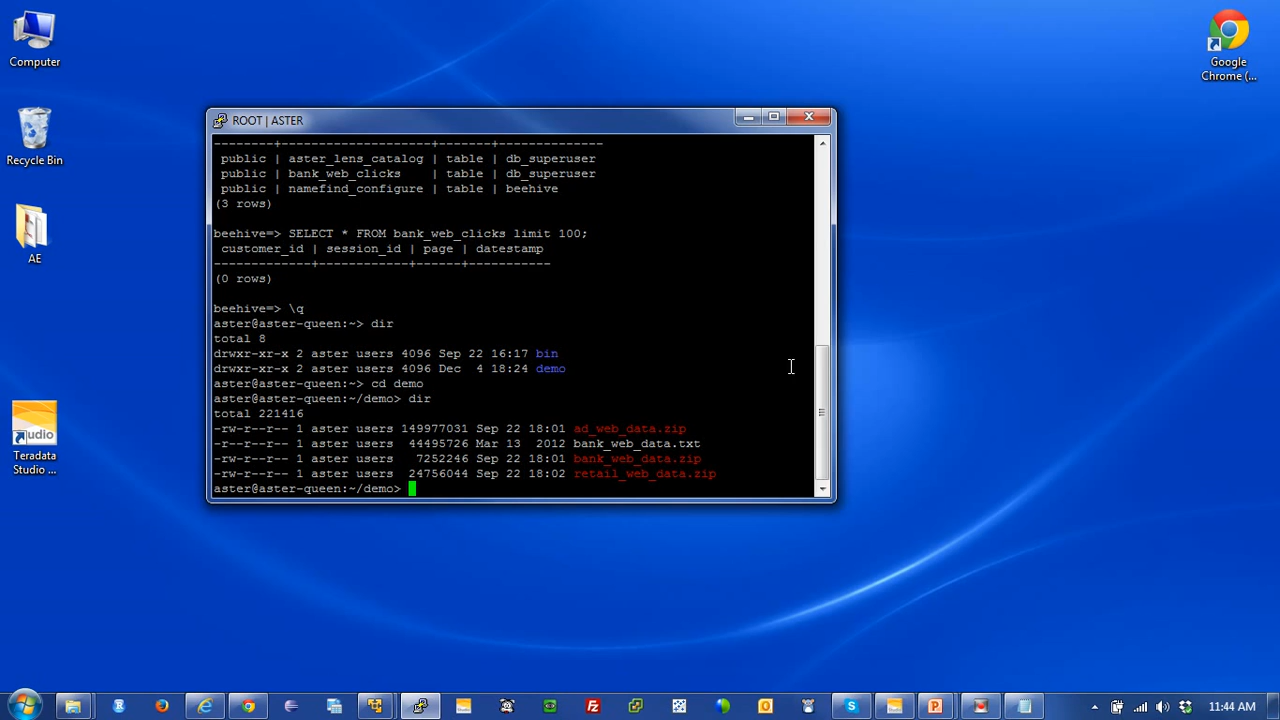 Computer
Recycle Bin
AE
Teradata
Studio ...
Google
Chrome (...
ROOT | ASTER
--------+--------------------+-------+--------------
public | aster_lens_catalog | table | db_superuser
public | bank_web_clicks | table | db_superuser
public | namefind_configure | table | beehive
(3 rows)
beehive=> SELECT * FROM bank_web_clicks limit 100;
customer_id | session_id | page | datestamp
-------------+------------+------+-----------
(0 rows)
beehive=> \q
aster@aster-queen:~> dir
total 8
drwxr-xr-x 2 aster users 4096 Sep 22 16:17 bin
drwxr-xr-x 2 aster users 4096 Dec 4 18:24 demo
aster@aster-queen:~> cd demo
aster@aster-queen:~/demo> dir
total 221416
-rw-r--r-- 1 aster users 149977031 Sep 22 18:01 ad_web_data.zip
-r--r--r-- 1 aster users 44495726 Mar 13 2012 bank_web_data.txt
-rw-r--r-- 1 aster users 7252246 Sep 22 18:01 bank_web_data.zip
-rw-r--r-- 1 aster users 24756044 Sep 22 18:02 retail_web_data.zip
aster@aster-queen:~/demo>
11:44 AM